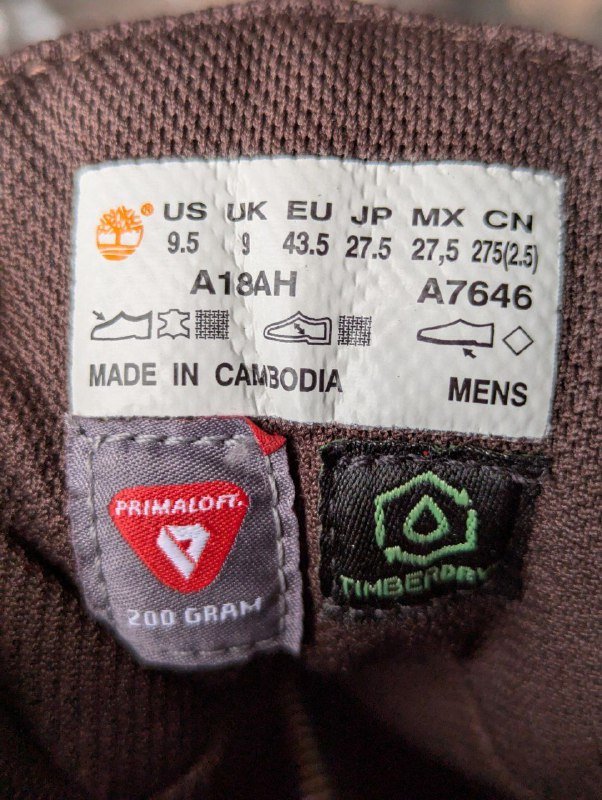 ® US UK EU JP MX CN
9.5 9 43.5 27.5 27,5 275(2.5)
A18AH A7646
MADE IN CAMBODIA MENS
PRIMALOFT®
200 GRAM
TIMBERDRY